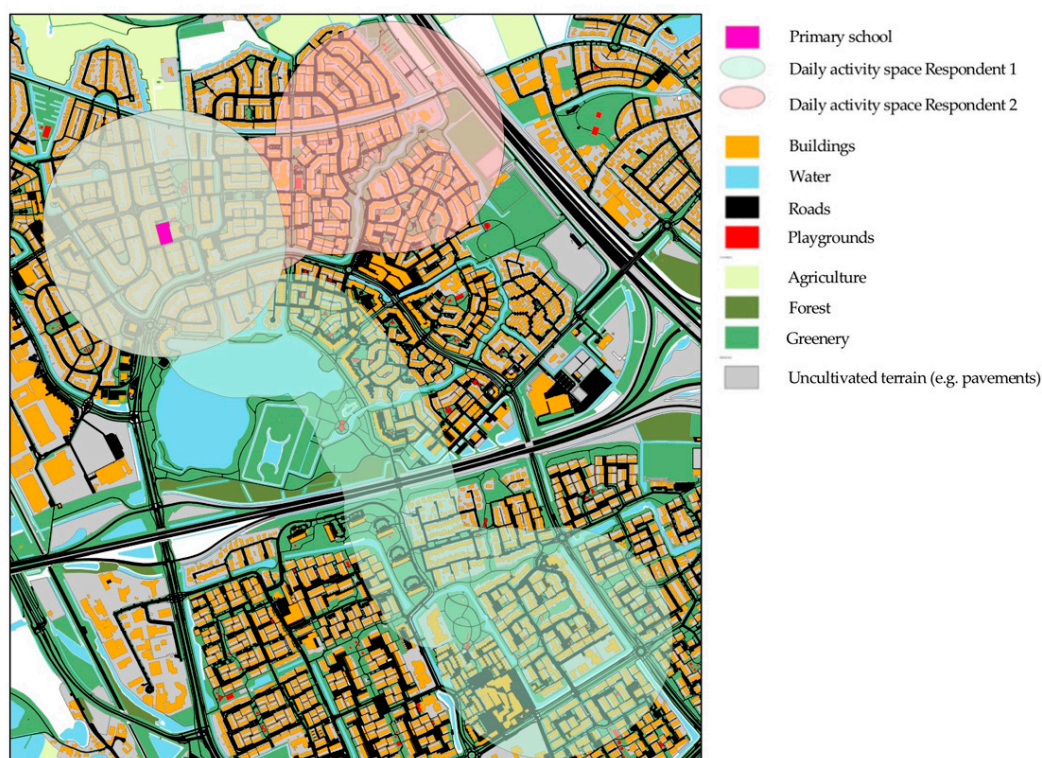 Primary school
Daily activity space Respondent 1
Daily activity space Respondent 2
Buildings
Water
Roads
Playgrounds
Agriculture
Forest
Greenery
Uncultivated terrain (e.g. pavements)